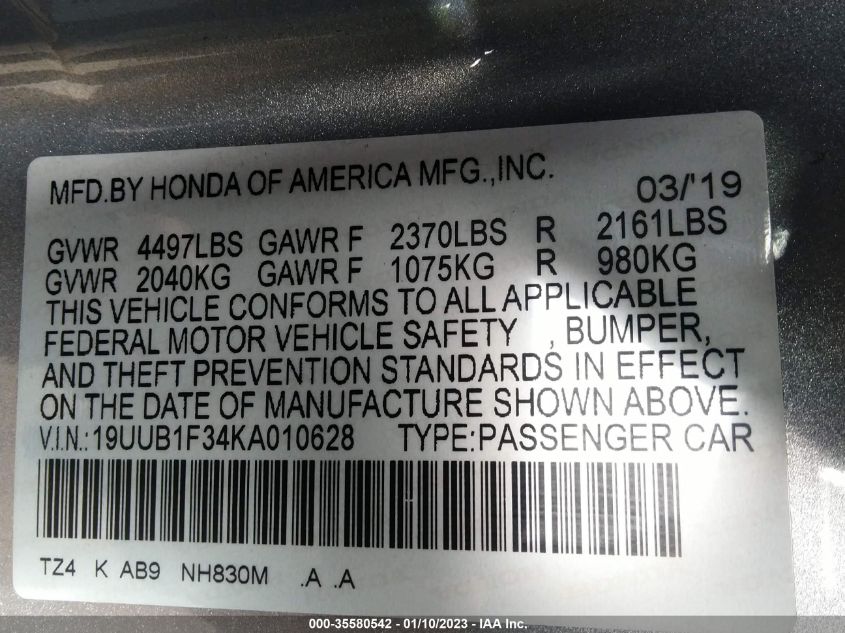 MFD.BY HONDA OF AMERICA MFG.,INC. 03/'19
GVWR 4497LBS GAWR F 2370LBS R 2161LBS
GVWR 2040KG GAWR F 1075KG R 980KG
THIS VEHICLE CONFORMS TO ALL APPLICABLE
FEDERAL MOTOR VEHICLE SAFETY , BUMPER,
AND THEFT PREVENTION STANDARDS IN EFFECT
ON THE DATE OF MANUFACTURE SHOWN ABOVE.
V.I.N.:19UUB1F34KA010628 TYPE:PASSENGER CAR
TZ4 K AB9 NH830M .A .A
000-35580542 - 01/10/2023 - IAA Inc.